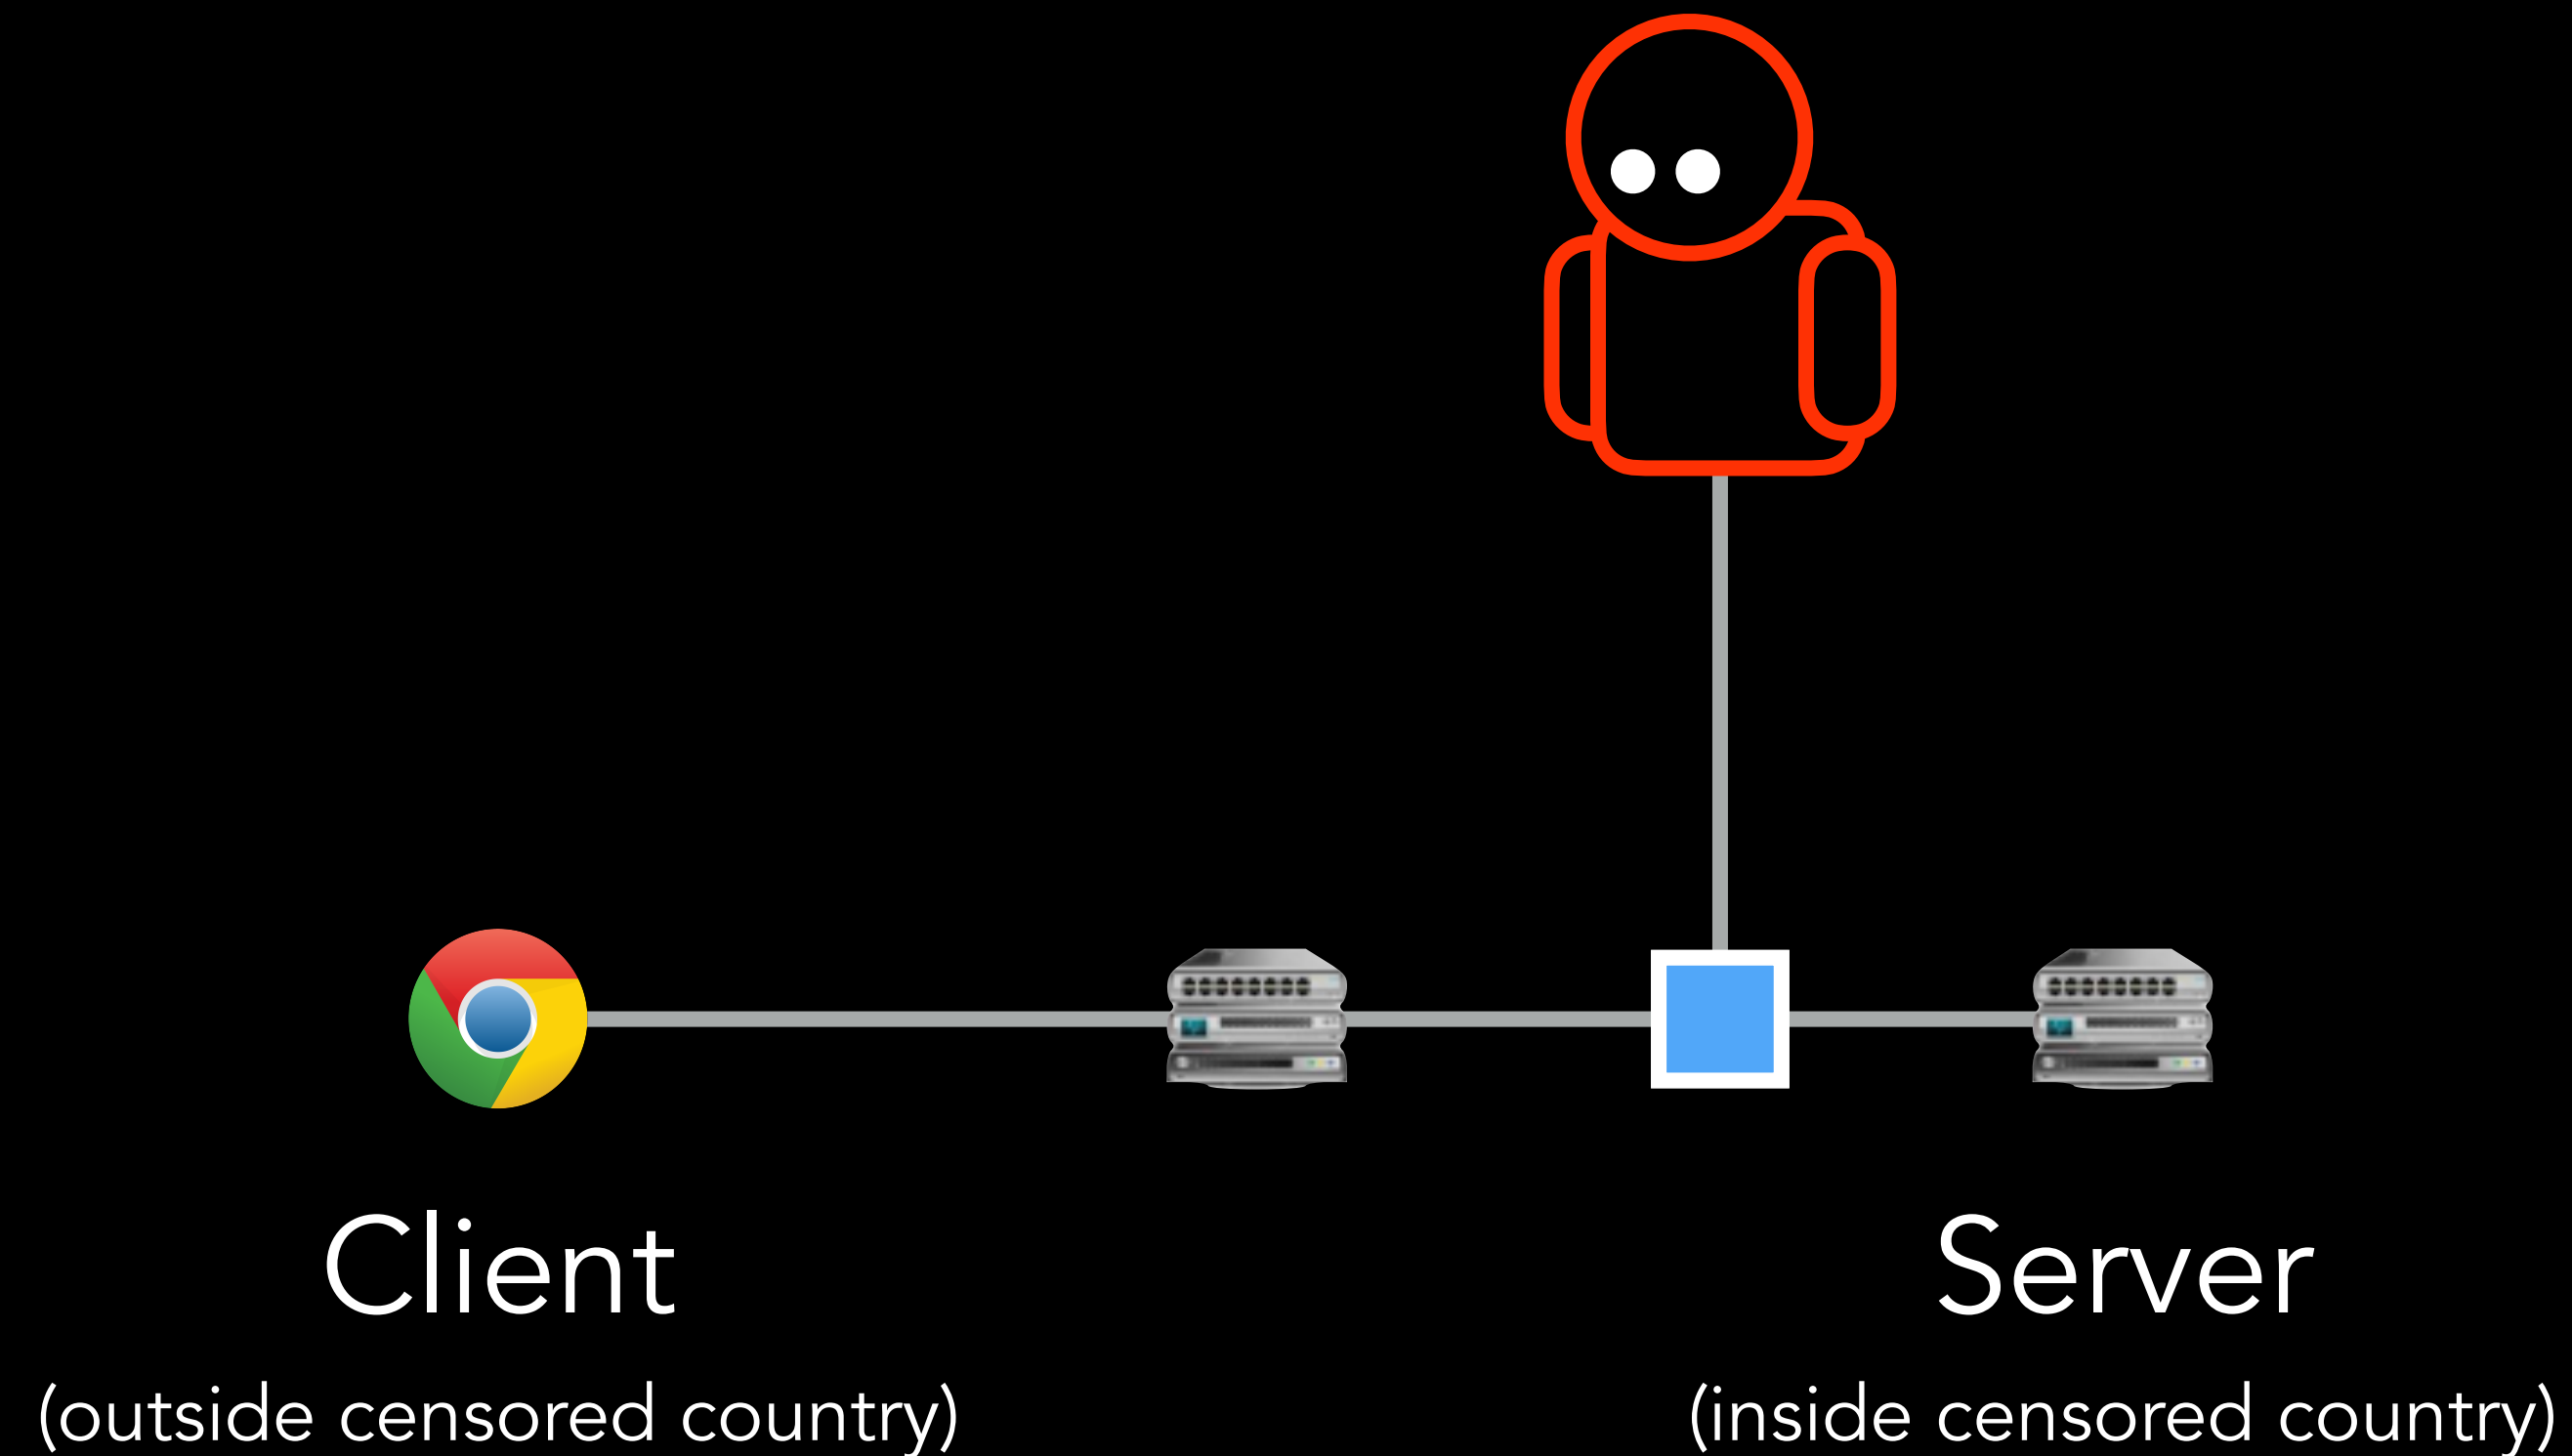 Client
Server
(outside censored country)
(inside censored country)